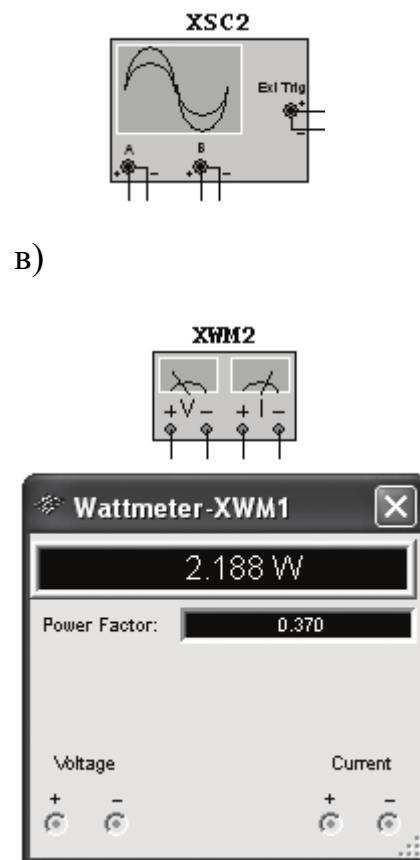 XSC2
Ext Trig
+
−
A B
+ − + −
в)
XWM2
+ V − + I −
Wattmeter-XWM1
2.188 W
Power Factor: 0.370
Voltage Current
+ − + −